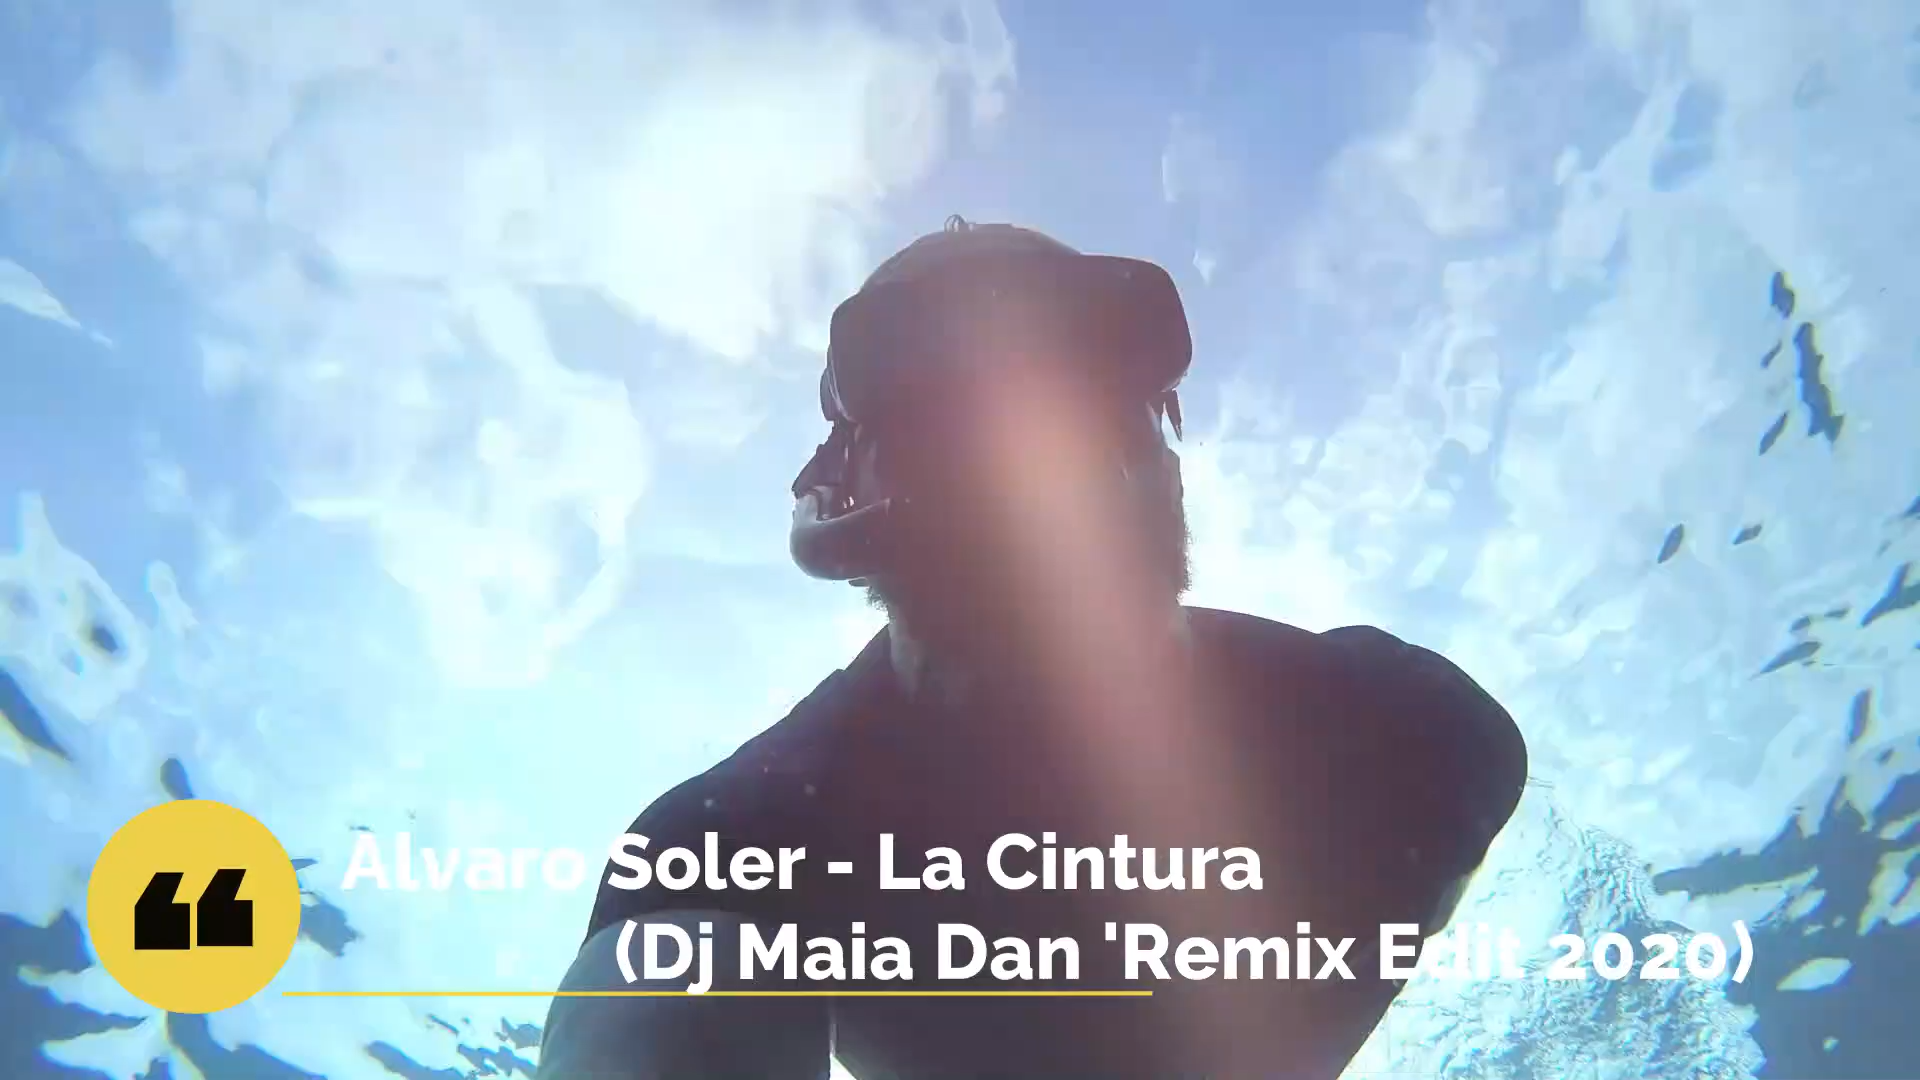 Alvaro Soler - La Cintura
(Dj Maia Dan 'Remix Edit 2020)